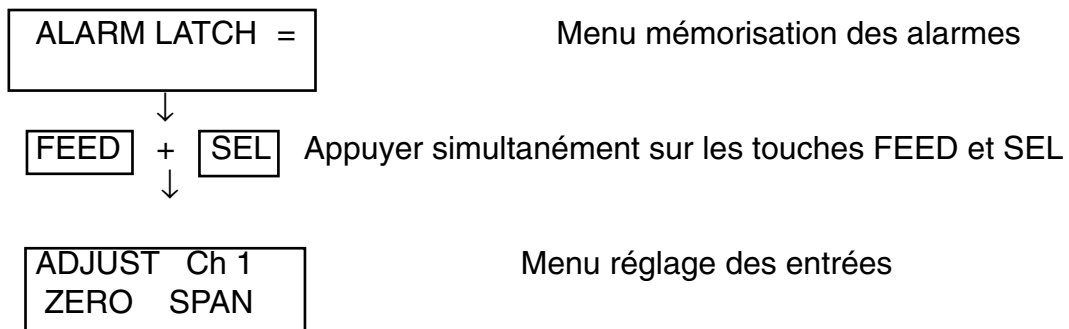 ALARM LATCH = Menu mémorisation des alarmes
↓
FEED + SEL Appuyer simultanément sur les touches FEED et SEL
↓
ADJUST Ch 1 Menu réglage des entrées
ZERO SPAN